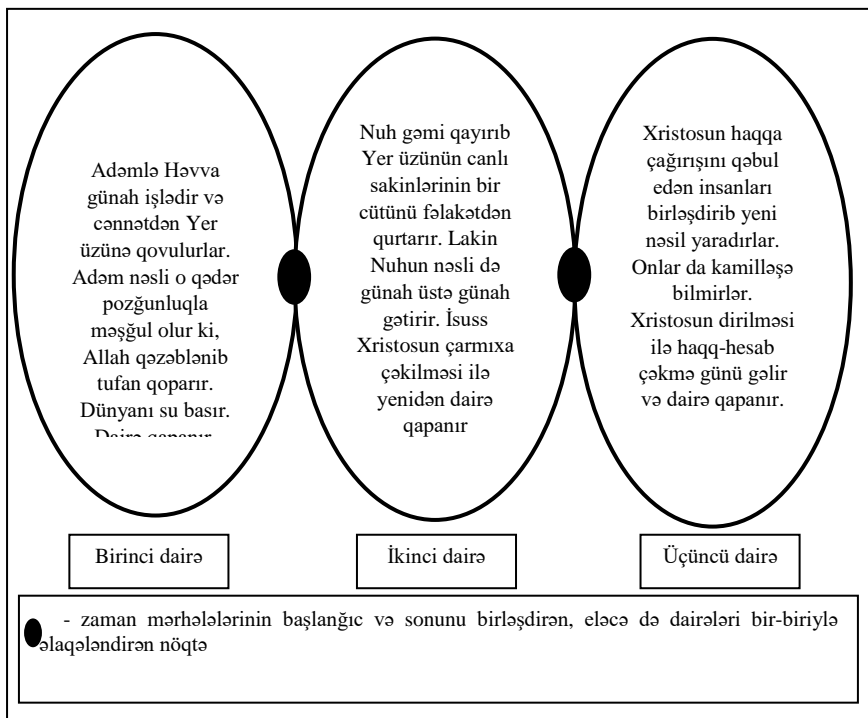 Adəmlə Həvva
günah işlədir və
cənnətdən Yer
üzünə qovulurlar.
Adəm nəsli o qədər
pozğunluqla
məşğul olur ki,
Allah qəzəblənib
tufan qoparır.
Dünyanı su basır.
Dairə qapanır
Nuh gəmi qayırıb
Yer üzünün canlı
sakinlərinin bir
cütünü fəlakətdən
qurtarır. Lakin
Nuhun nəsli də
günah üstə günah
gətirir. İsuss
Xristosun çarmıxa
çəkilməsi ilə
yenidən dairə
qapanır
Xristosun haqqa
çağırışını qəbul
edən insanları
birləşdirib yeni
nəsil yaradırlar.
Onlar da kamilləşə
bilmirlər.
Xristosun dirilməsi
ilə haqq-hesab
çəkmə günü gəlir
və dairə qapanır.
Birinci dairə
İkinci dairə
Üçüncü dairə
- zaman mərhələlərinin başlanğıc və sonunu birləşdirən, eləcə də dairələri bir-biriylə
əlaqələndirən nöqtə